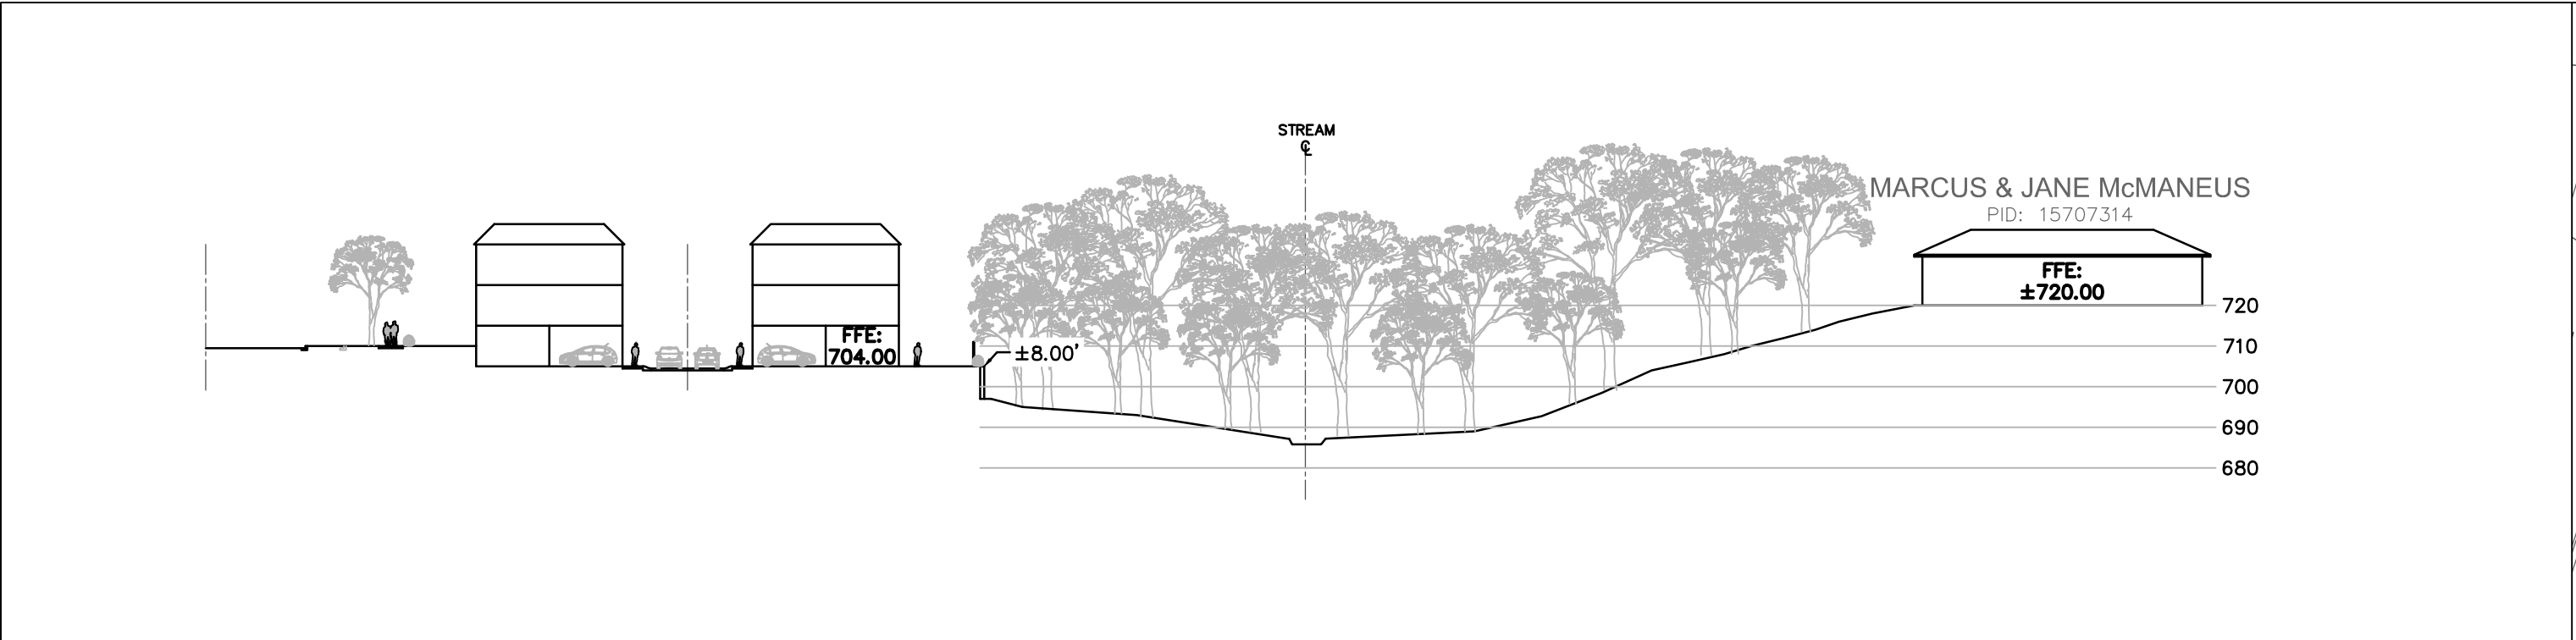 STREAM
℄
MARCUS & JANE McMANEUS
PID: 15707314
FFE:
±720.00
FFE:
704.00
±8.00'
720
710
700
690
680